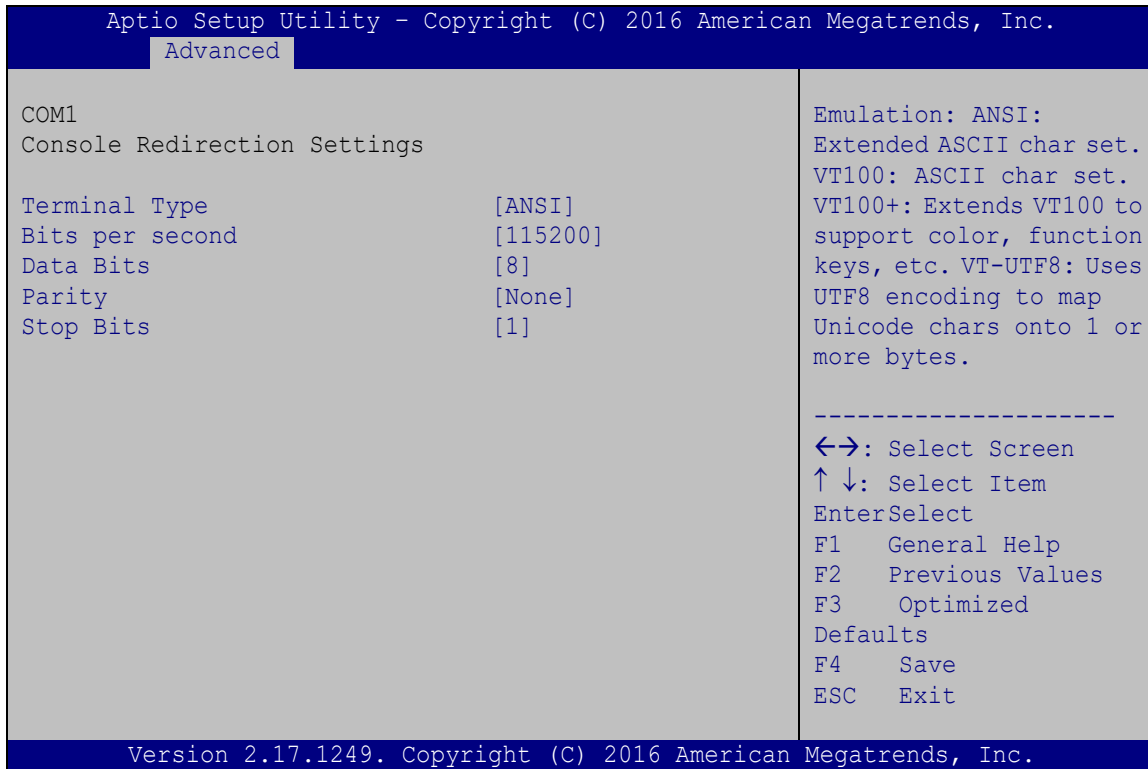 Aptio Setup Utility – Copyright (C) 2016 American Megatrends, Inc.
Advanced
COM1
Console Redirection Settings
Terminal Type [ANSI]
Bits per second [115200]
Data Bits [8]
Parity [None]
Stop Bits [1]
Emulation: ANSI:
Extended ASCII char set.
VT100: ASCII char set.
VT100+: Extends VT100 to
support color, function
keys, etc. VT-UTF8: Uses
UTF8 encoding to map
Unicode chars onto 1 or
more bytes.
---------------------
←→: Select Screen
↑ ↓: Select Item
EnterSelect
F1 General Help
F2 Previous Values
F3 Optimized
Defaults
F4 Save
ESC Exit
Version 2.17.1249. Copyright (C) 2016 American Megatrends, Inc.